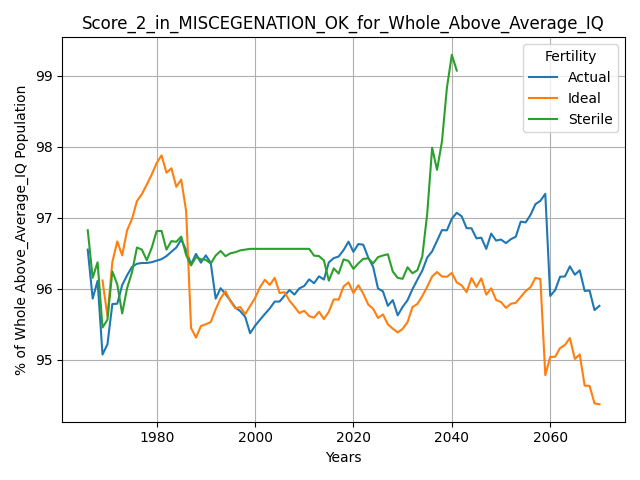 Score_2_in_MISCEGENATION_OK_for_Whole_Above_Average_IQ
Fertility
Actual
Ideal
Sterile
% of Whole Above_Average_IQ Population
99
98
97
96
95
1980
2000
2020
2040
2060
Years